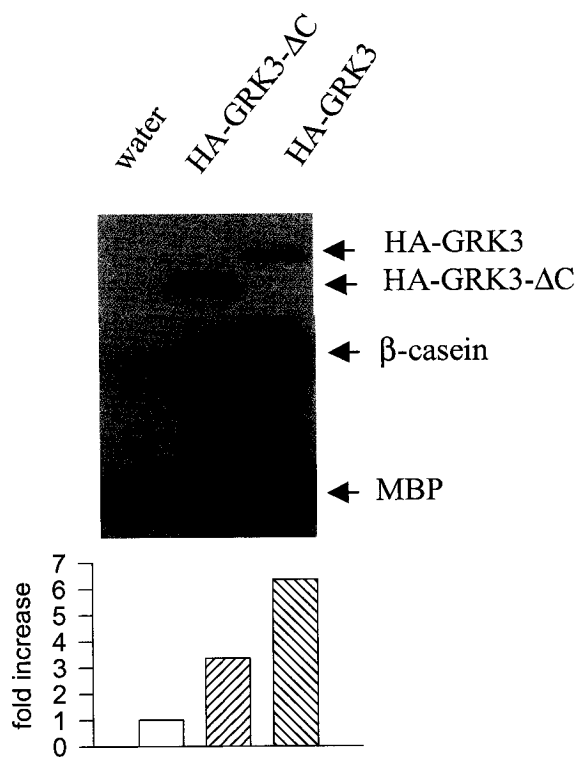 water
HA-GRK3-ΔC
HA-GRK3
HA-GRK3
HA-GRK3-ΔC
β-casein
MBP
fold increase
7
6
5
4
3
2
1
0